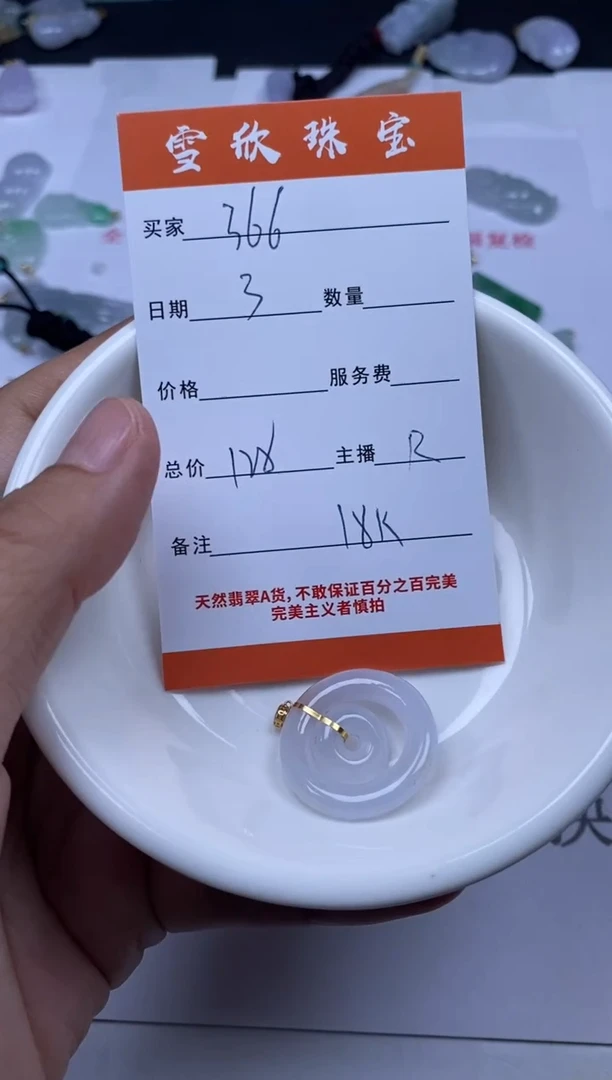 雪欣珠宝
买家 366
日期 3 数量
价格 服务费
总价 128 主播 R
备注 18K
天然翡翠A货,不敢保证百分之百完美
完美主义者慎拍